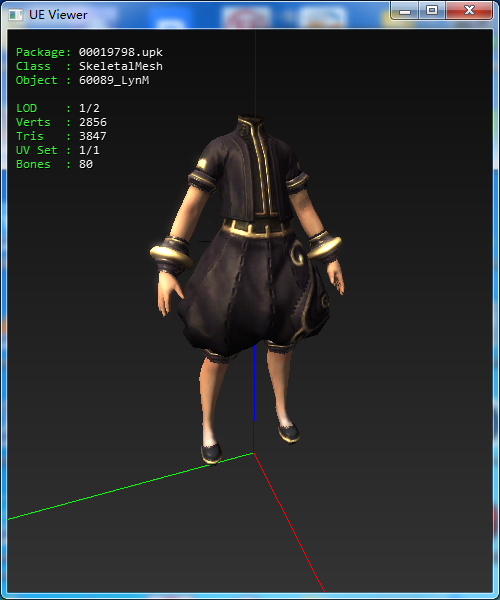 UE Viewer
Package: 00019798.upk
Class : SkeletalMesh
Object : 60089_LynM
LOD : 1/2
Verts : 2856
Tris : 3847
UV Set : 1/1
Bones : 80